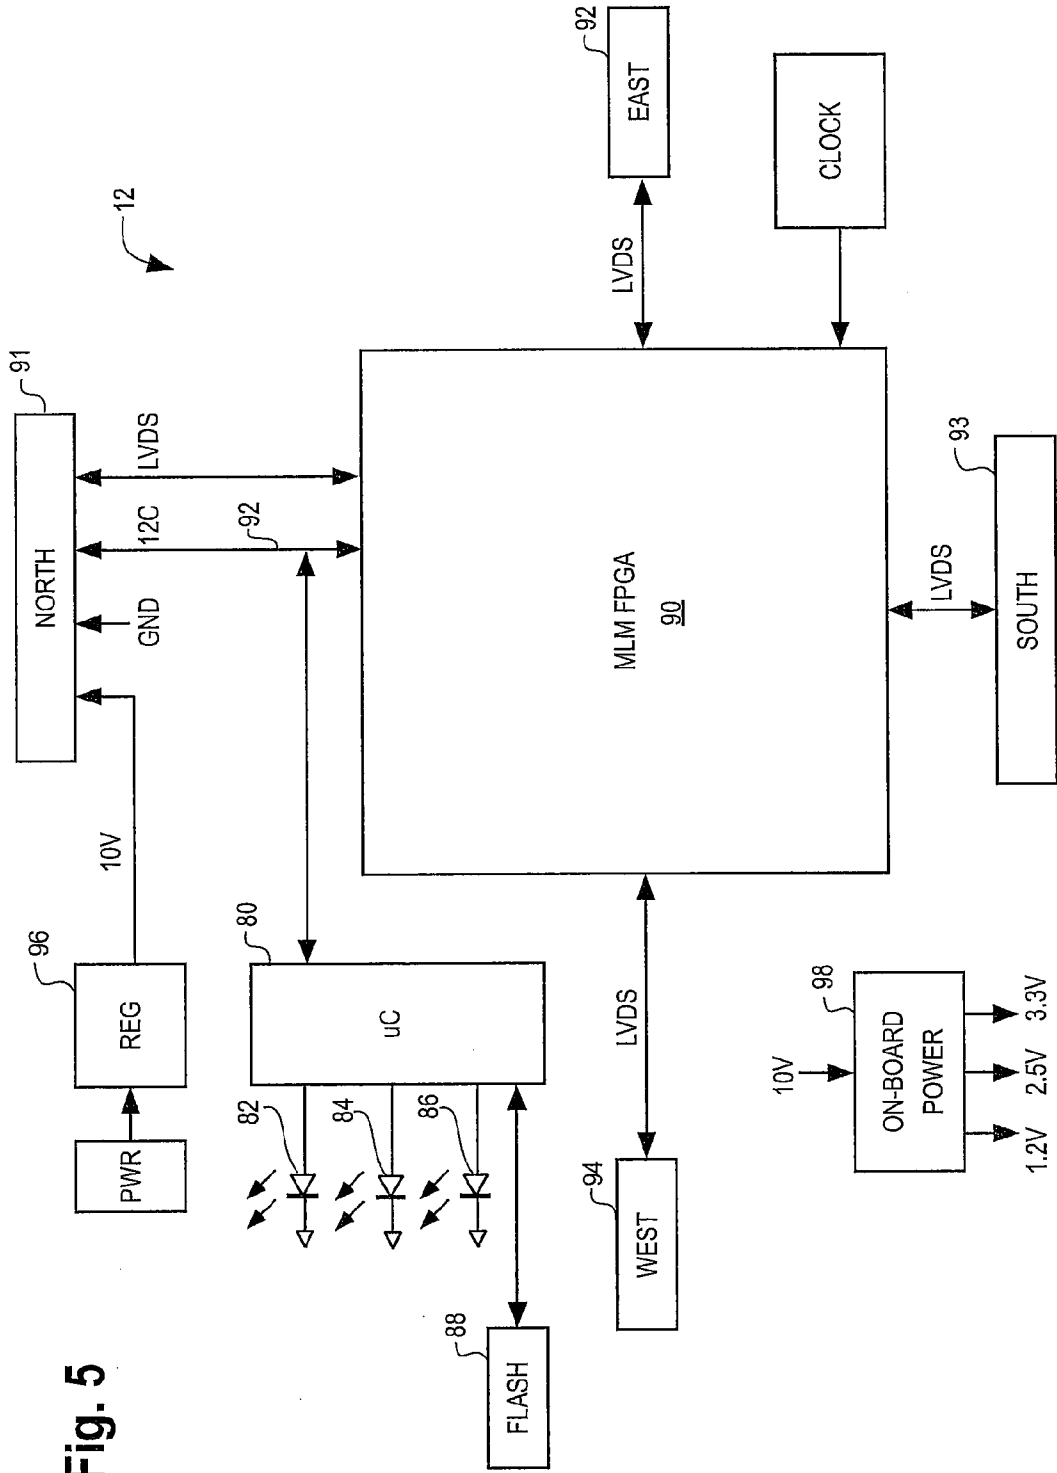 Fig. 5
12
PWR
REG
96
10V
NORTH
91
GND
12C
92
LVDS
uC
80
82
84
86
FLASH
88
MLM FPGA
90
LVDS
EAST
92
CLOCK
LVDS
WEST
94
LVDS
SOUTH
93
10V
ON-BOARD
POWER
98
1.2V
2.5V
3.3V